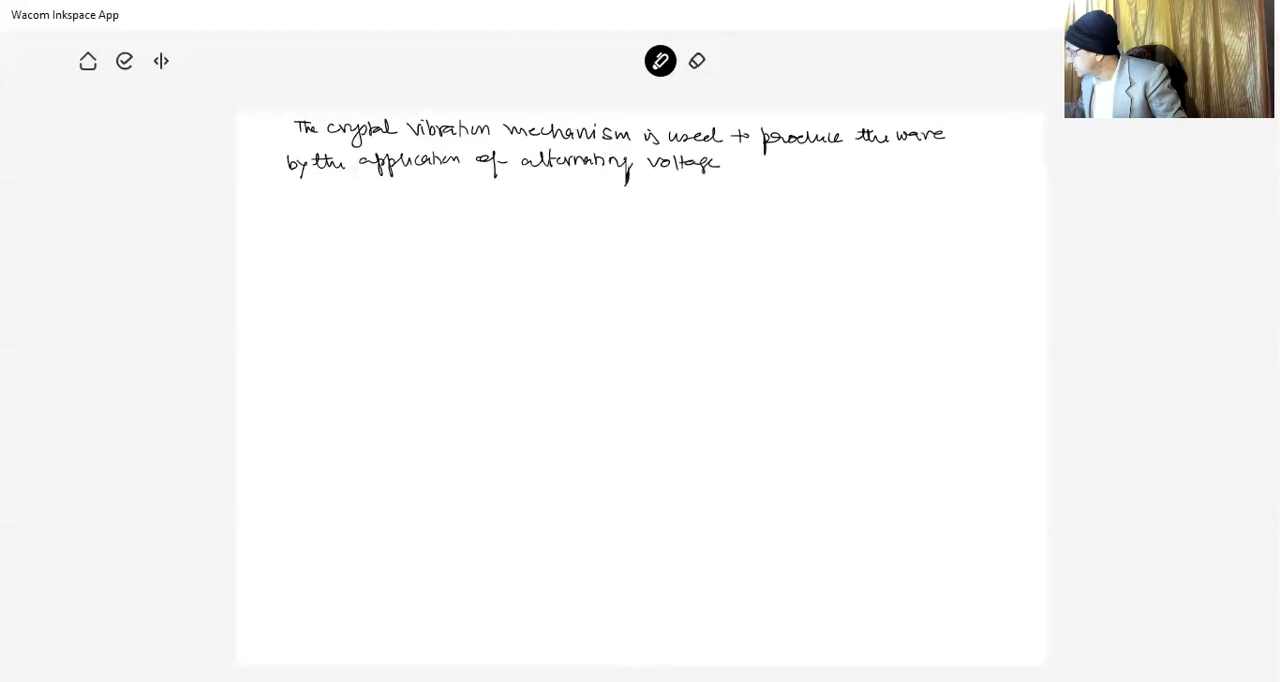 Wacom Inkspace App
The crystal vibration mechanism is used to produce the wave
by the application of alternating voltage